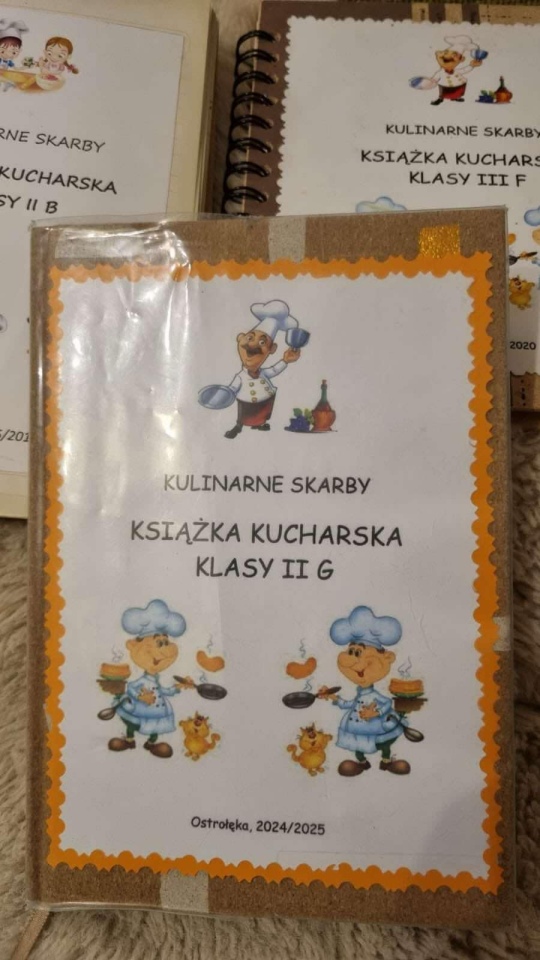 RNE SKARBY
KUCHARSKA
SY II B
KULINARNE SKARBY
KSIĄŻKA KUCHARS
KLASY III F
2020
KULINARNE SKARBY
KSIĄŻKA KUCHARSKA
KLASY II G
Ostrołęka, 2024/2025